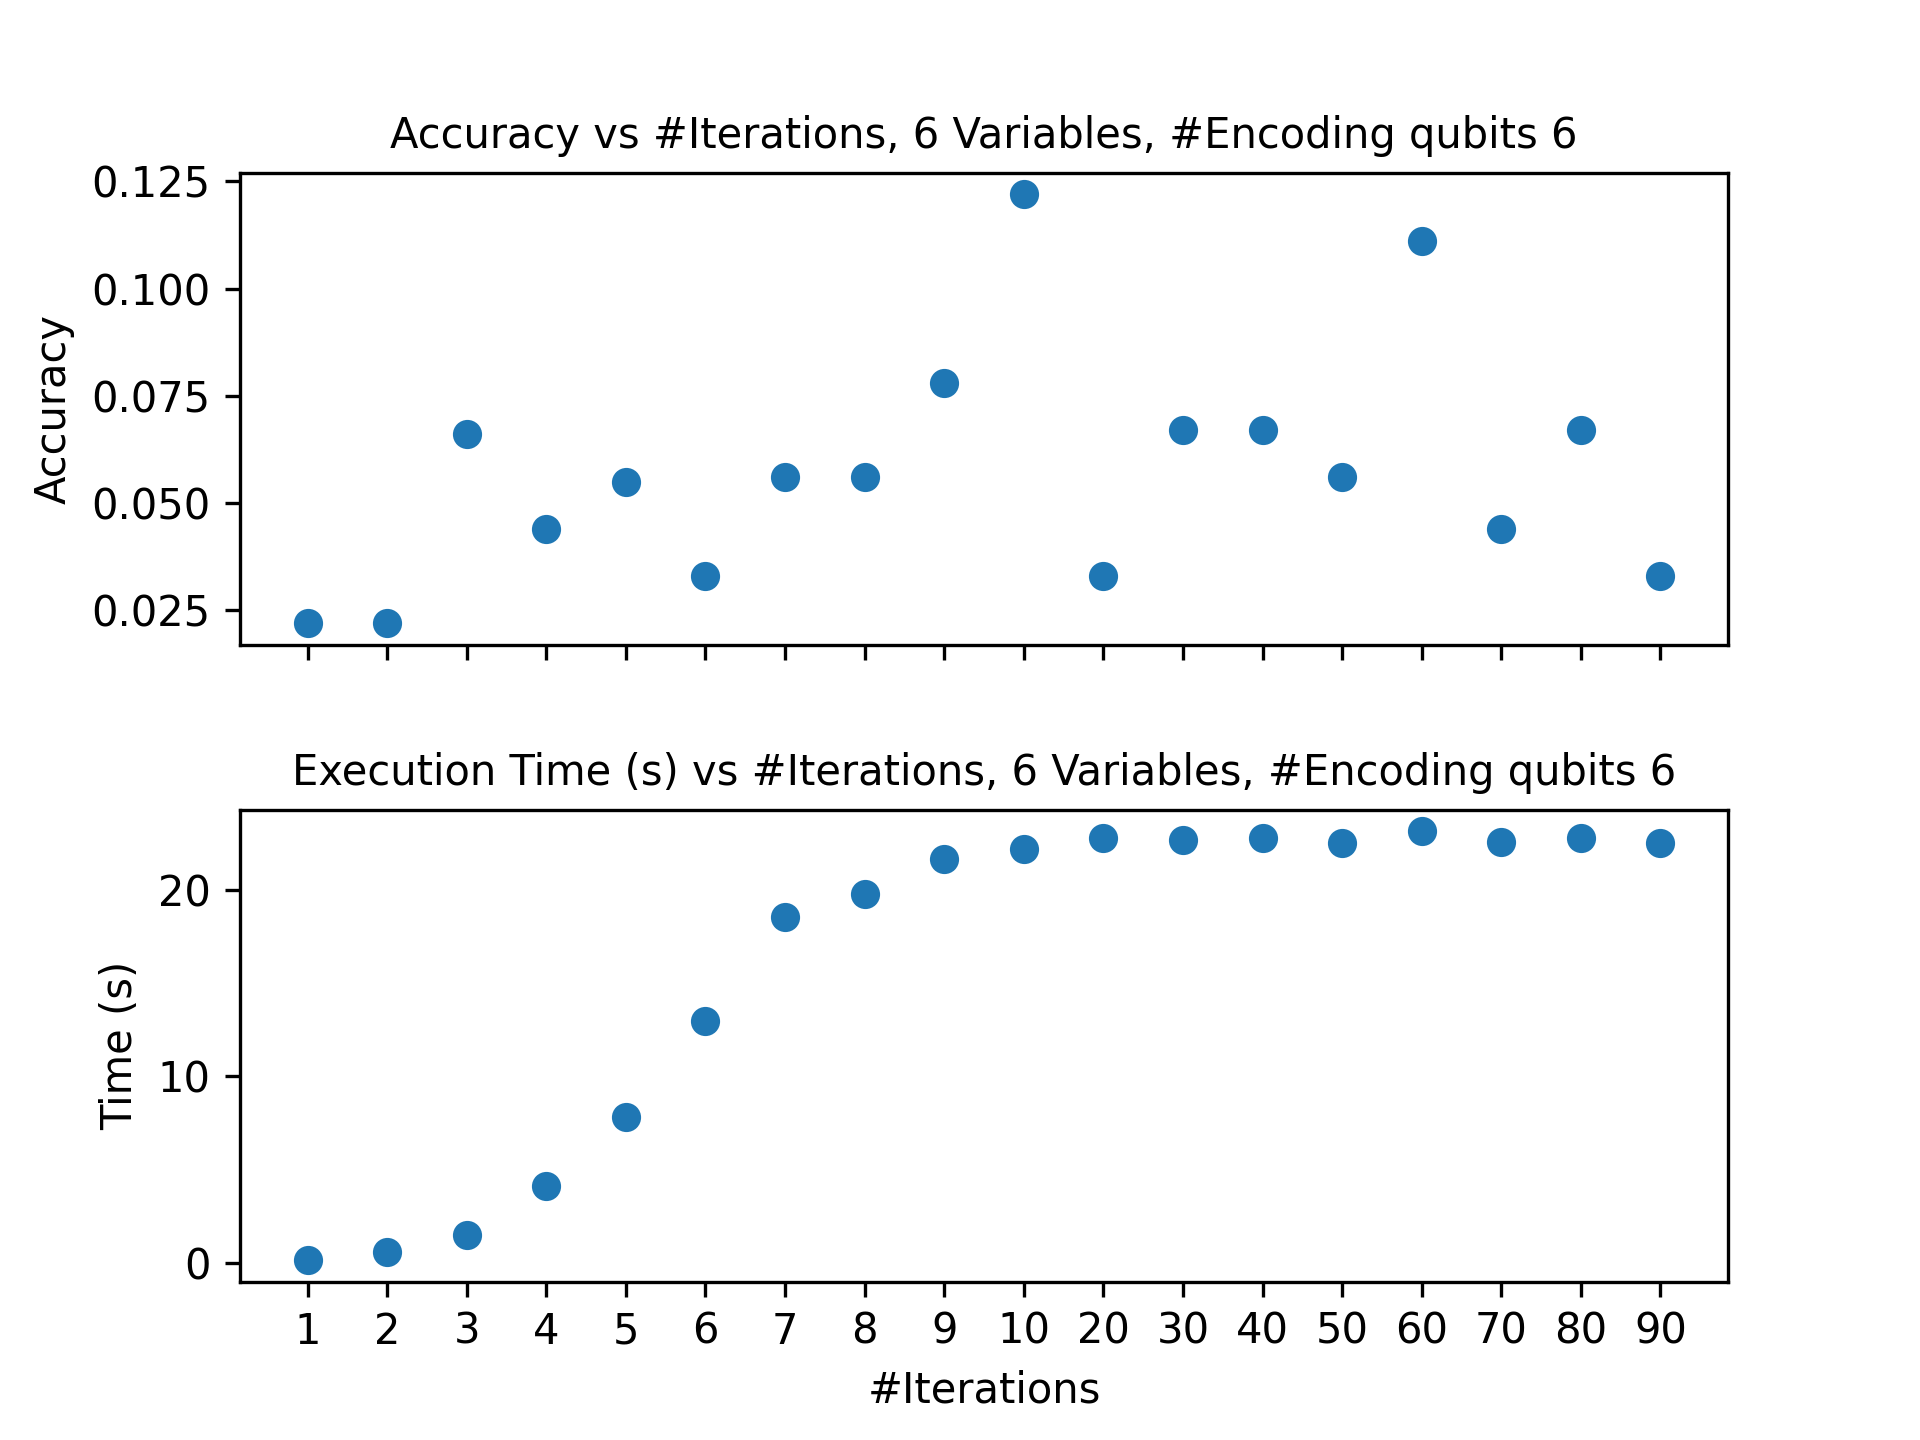 Accuracy vs #Iterations, 6 Variables, #Encoding qubits 6
0.125
0.100
0.075
0.050
0.025
Accuracy
Execution Time (s) vs #Iterations, 6 Variables, #Encoding qubits 6
20
10
0
Time (s)
1 2 3 4 5 6 7 8 9 10 20 30 40 50 60 70 80 90
#Iterations